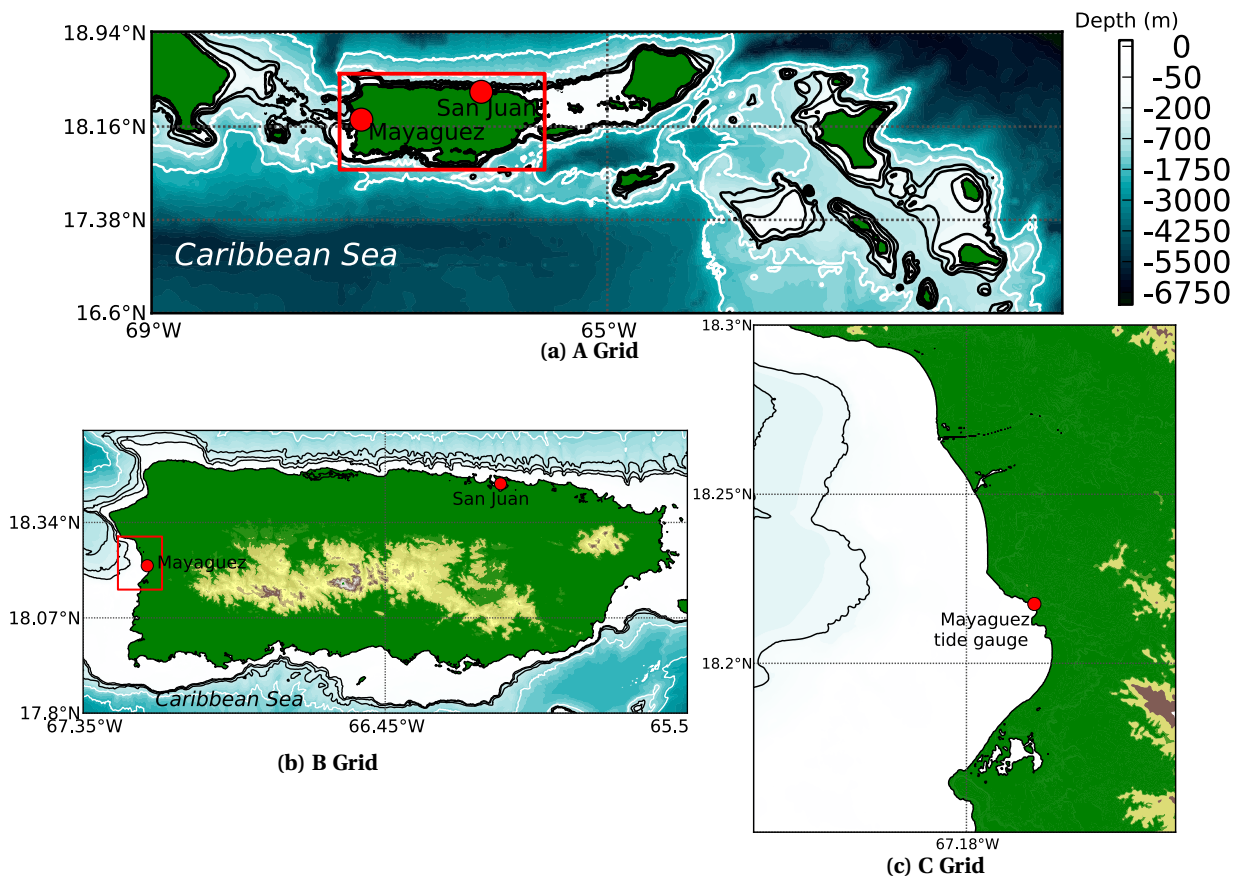 Depth (m)
18.94°N
18.16°N
17.38°N
16.6°N
San Juan
Mayaguez
Caribbean Sea
69°W
65°W
0
-50
-200
-700
-1750
-3000
-4250
-5500
-6750
(a) A Grid
18.34°N
18.07°N
17.8°N
San Juan
Mayaguez
Caribbean Sea
67.35°W
66.45°W
65.5
(b) B Grid
18.3°N
18.25°N
18.2°N
Mayaguez
tide gauge
67.18°W
(c) C Grid